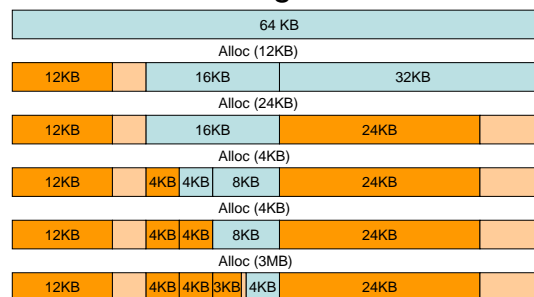 64 KB
Alloc (12KB)
12KB 16KB 32KB
Alloc (24KB)
12KB 16KB 24KB
Alloc (4KB)
12KB 4KB 4KB 8KB 24KB
Alloc (4KB)
12KB 4KB 4KB 8KB 24KB
Alloc (3MB)
12KB 4KB 4KB 3KB 4KB 24KB